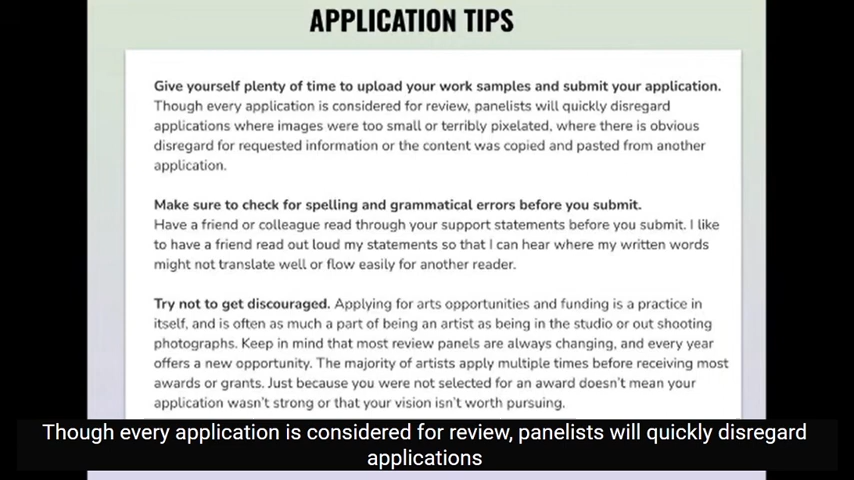 APPLICATION TIPS
Give yourself plenty of time to upload your work samples and submit your application.
Though every application is considered for review, panelists will quickly disregard
applications where images were too small or terribly pixelated, where there is obvious
disregard for requested information or the content was copied and pasted from another
application.
Make sure to check for spelling and grammatical errors before you submit.
Have a friend or colleague read through your support statements before you submit. I like
to have a friend read out loud my statements so that I can hear where my written words
might not translate well or flow easily for another reader.
Try not to get discouraged. Applying for arts opportunities and funding is a practice in
itself, and is often as much a part of being an artist as being in the studio or out shooting
photographs. Keep in mind that most review panels are always changing, and every year
offers a new opportunity. The majority of artists apply multiple times before receiving most
awards or grants. Just because you were not selected for an award doesn't mean your
application wasn't strong or that your vision isn't worth pursuing.
Though every application is considered for review, panelists will quickly disregard
applications